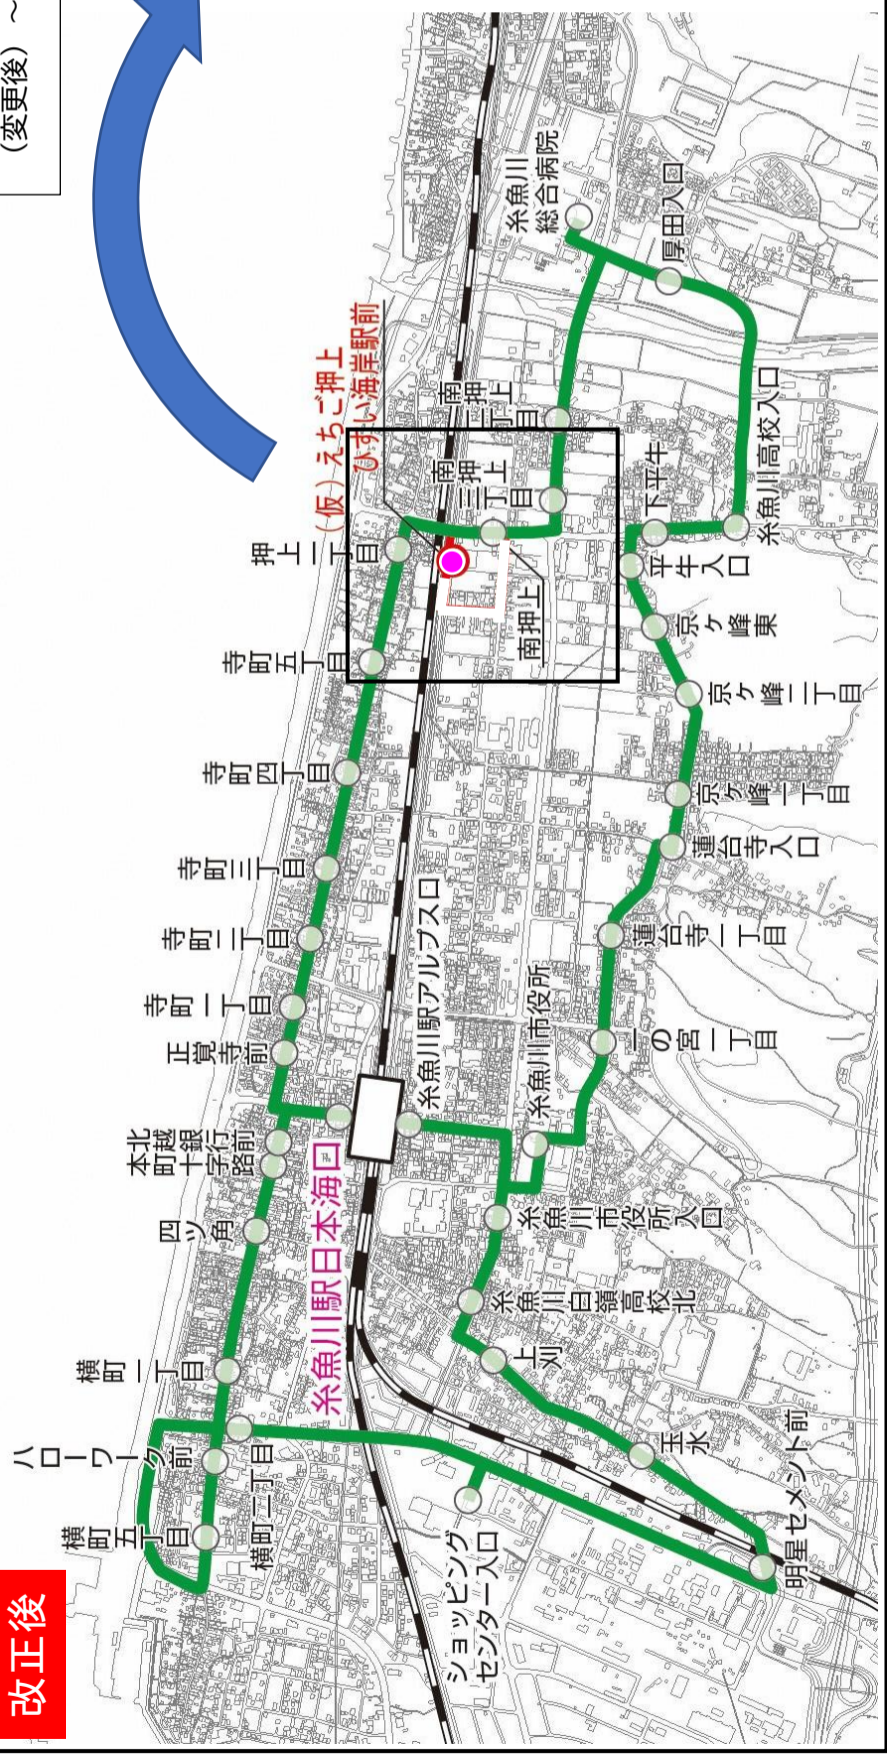 改正後
（変更後）～
横町五丁目
ハローワーク前
横町二丁目
横町一丁目
四ツ角
本町十字路
北越銀行前
正覚寺前
寺町一丁目
寺町二丁目
寺町三丁目
寺町四丁目
寺町五丁目
押上一丁目
（仮）えちご押上
ひすい海岸駅前
南押上三丁目
南押上二丁目
南押上
糸魚川
総合病院
厚田入口
糸魚川高校入口
下平牛
平牛入口
京ケ峰東
京ケ峰二丁目
京ケ峰一丁目
蓮台寺入口
蓮台寺一丁目
一の宮一丁目
糸魚川市役所
糸魚川駅アルプス口
糸魚川駅日本海口
糸魚川市役所入口
糸魚川白嶺高校北
上刈
玉水
明星セメント前
ショッピング
センター入口